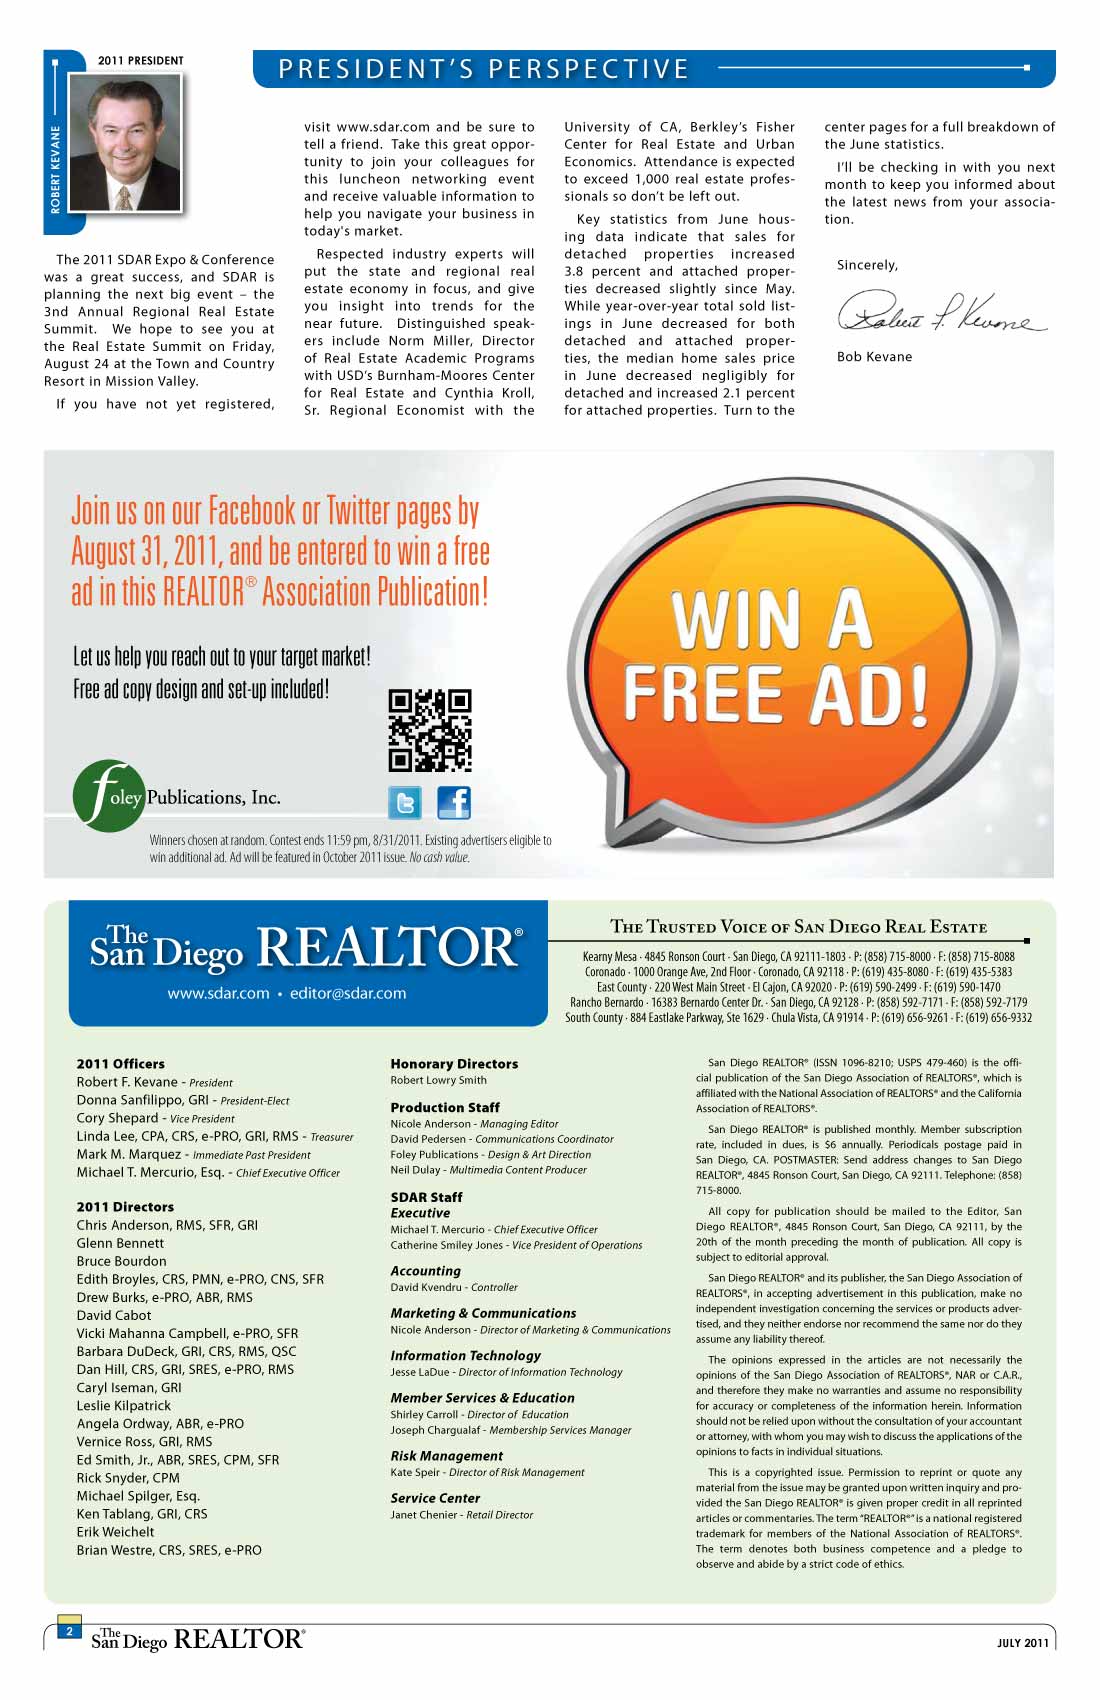 2011 PRESIDENT
ROBERT KEVANE
PRESIDENT'S PERSPECTIVE
The 2011 SDAR Expo & Conference
was a great success, and SDAR is
planning the next big event – the
3nd Annual Regional Real Estate
Summit. We hope to see you at
the Real Estate Summit on Friday,
August 24 at the Town and Country
Resort in Mission Valley.
If you have not yet registered,
visit www.sdar.com and be sure to
tell a friend. Take this great oppor-
tunity to join your colleagues for
this luncheon networking event
and receive valuable information to
help you navigate your business in
today's market.
Respected industry experts will
put the state and regional real
estate economy in focus, and give
you insight into trends for the
near future. Distinguished speak-
ers include Norm Miller, Director
of Real Estate Academic Programs
with USD's Burnham-Moores Center
for Real Estate and Cynthia Kroll,
Sr. Regional Economist with the
University of CA, Berkley's Fisher
Center for Real Estate and Urban
Economics. Attendance is expected
to exceed 1,000 real estate profes-
sionals so don't be left out.
Key statistics from June hous-
ing data indicate that sales for
detached properties increased
3.8 percent and attached proper-
ties decreased slightly since May.
While year-over-year total sold list-
ings in June decreased for both
detached and attached proper-
ties, the median home sales price
in June decreased negligibly for
detached and increased 2.1 percent
for attached properties. Turn to the
center pages for a full breakdown of
the June statistics.
I'll be checking in with you next
month to keep you informed about
the latest news from your associa-
tion.
Sincerely,
Robert F. Kevane
Bob Kevane
Join us on our Facebook or Twitter pages by
August 31, 2011, and be entered to win a free
ad in this REALTOR® Association Publication!
Let us help you reach out to your target market!
Free ad copy design and set-up included!
foley Publications, Inc.
Winners chosen at random. Contest ends 11:59 pm, 8/31/2011. Existing advertisers eligible to
win additional ad. Ad will be featured in October 2011 issue. No cash value.
WIN A
FREE AD!
The San Diego REALTOR®
www.sdar.com • editor@sdar.com
THE TRUSTED VOICE OF SAN DIEGO REAL ESTATE
Kearny Mesa · 4845 Ronson Court · San Diego, CA 92111-1803 · P: (858) 715-8000 · F: (858) 715-8088
Coronado · 1000 Orange Ave, 2nd Floor · Coronado, CA 92118 · P: (619) 435-8080 · F: (619) 435-5383
East County · 220 West Main Street · El Cajon, CA 92020 · P: (619) 590-2499 · F: (619) 590-1470
Rancho Bernardo · 16383 Bernardo Center Dr. · San Diego, CA 92128 · P: (858) 592-7171 · F: (858) 592-7179
South County · 884 Eastlake Parkway, Ste 1629 · Chula Vista, CA 91914 · P: (619) 656-9261 · F: (619) 656-9332
2011 Officers
Robert F. Kevane - President
Donna Sanfilippo, GRI - President-Elect
Cory Shepard - Vice President
Linda Lee, CPA, CRS, e-PRO, GRI, RMS - Treasurer
Mark M. Marquez - Immediate Past President
Michael T. Mercurio, Esq. - Chief Executive Officer
2011 Directors
Chris Anderson, RMS, SFR, GRI
Glenn Bennett
Bruce Bourdon
Edith Broyles, CRS, PMN, e-PRO, CNS, SFR
Drew Burks, e-PRO, ABR, RMS
David Cabot
Vicki Mahanna Campbell, e-PRO, SFR
Barbara DuDeck, GRI, CRS, RMS, QSC
Dan Hill, CRS, GRI, SRES, e-PRO, RMS
Caryl Iseman, GRI
Leslie Kilpatrick
Angela Ordway, ABR, e-PRO
Vernice Ross, GRI, RMS
Ed Smith, Jr., ABR, SRES, CPM, SFR
Rick Snyder, CPM
Michael Spilger, Esq.
Ken Tablang, GRI, CRS
Erik Weichelt
Brian Westre, CRS, SRES, e-PRO
Honorary Directors
Robert Lowry Smith
Production Staff
Nicole Anderson - Managing Editor
David Pedersen - Communications Coordinator
Foley Publications - Design & Art Direction
Neil Dulay - Multimedia Content Producer
SDAR Staff
Executive
Michael T. Mercurio - Chief Executive Officer
Catherine Smiley Jones - Vice President of Operations
Accounting
David Kvendru - Controller
Marketing & Communications
Nicole Anderson - Director of Marketing & Communications
Information Technology
Jesse LaDue - Director of Information Technology
Member Services & Education
Shirley Carroll - Director of Education
Joseph Chargualaf - Membership Services Manager
Risk Management
Kate Speir - Director of Risk Management
Service Center
Janet Chenier - Retail Director
San Diego REALTOR® (ISSN 1096-8210; USPS 479-460) is the offi-
cial publication of the San Diego Association of REALTORS®, which is
affiliated with the National Association of REALTORS® and the California
Association of REALTORS®.
San Diego REALTOR® is published monthly. Member subscription
rate, included in dues, is $6 annually. Periodicals postage paid in
San Diego, CA. POSTMASTER: Send address changes to San Diego
REALTOR®, 4845 Ronson Court, San Diego, CA 92111. Telephone: (858)
715-8000.
All copy for publication should be mailed to the Editor, San
Diego REALTOR®, 4845 Ronson Court, San Diego, CA 92111, by the
20th of the month preceding the month of publication. All copy is
subject to editorial approval.
San Diego REALTOR® and its publisher, the San Diego Association of
REALTORS®, in accepting advertisement in this publication, make no
independent investigation concerning the services or products adver-
tised, and they neither endorse nor recommend the same nor do they
assume any liability thereof.
The opinions expressed in the articles are not necessarily the
opinions of the San Diego Association of REALTORS®, NAR or C.A.R.,
and therefore they make no warranties and assume no responsibility
for accuracy or completeness of the information herein. Information
should not be relied upon without the consultation of your accountant
or attorney, with whom you may wish to discuss the applications of the
opinions to facts in individual situations.
This is a copyrighted issue. Permission to reprint or quote any
material from the issue may be granted upon written inquiry and pro-
vided the San Diego REALTOR® is given proper credit in all reprinted
articles or commentaries. The term "REALTOR®" is a national registered
trademark for members of the National Association of REALTORS®.
The term denotes both business competence and a pledge to
observe and abide by a strict code of ethics.
2
The San Diego REALTOR®
JULY 2011